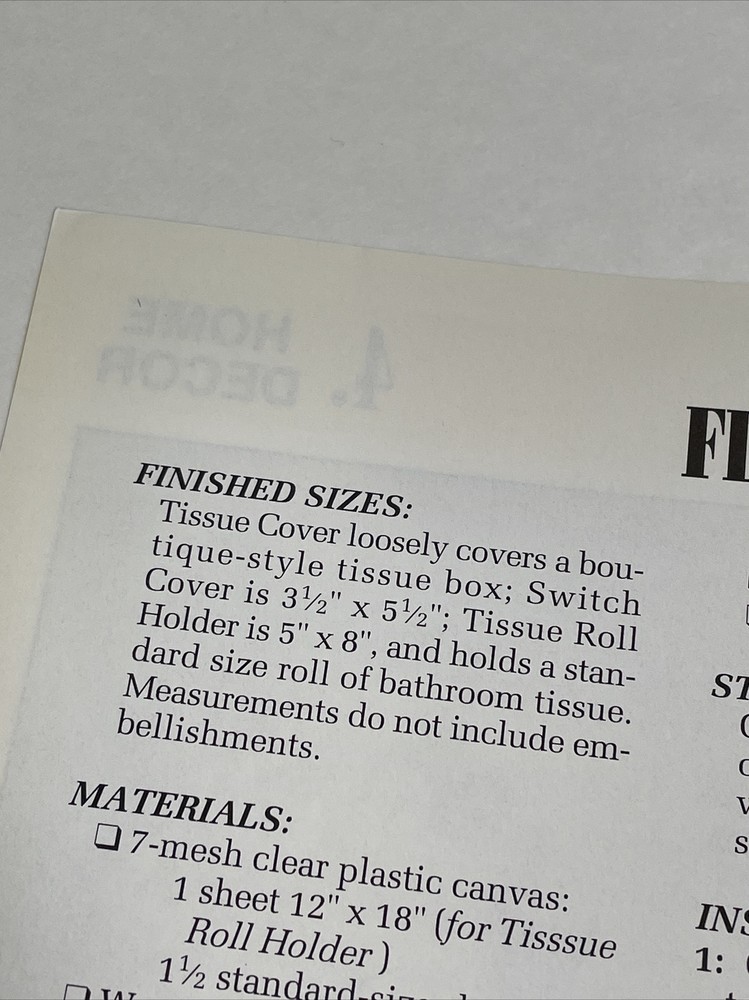 4. HOME
DECOR
FINISHED SIZES:
Tissue Cover loosely covers a bou-
tique-style tissue box; Switch
Cover is 3½" x 5½"; Tissue Roll
Holder is 5" x 8", and holds a stan-
dard size roll of bathroom tissue.
Measurements do not include em-
bellishments.
MATERIALS:
❏ 7-mesh clear plastic canvas:
1 sheet 12" x 18" (for Tisssue
Roll Holder)
1½ standard-size
1: